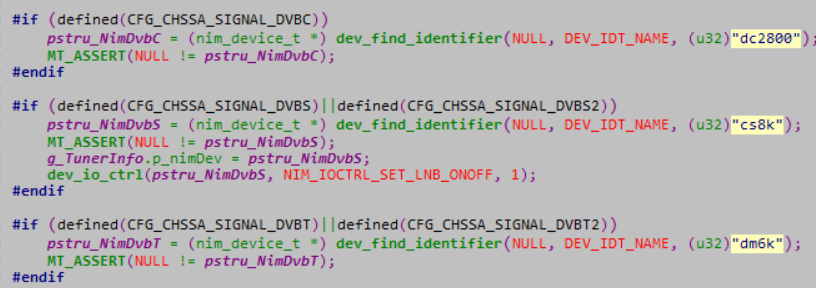 #if (defined(CFG_CHSSA_SIGNAL_DVBC))
pstru_NimDvbC = (nim_device_t *) dev_find_identifier(NULL, DEV_IDT_NAME, (u32)"dc2800");
MT_ASSERT(NULL != pstru_NimDvbC);
#endif
#if (defined(CFG_CHSSA_SIGNAL_DVBS)||defined(CFG_CHSSA_SIGNAL_DVBS2))
pstru_NimDvbS = (nim_device_t *) dev_find_identifier(NULL, DEV_IDT_NAME, (u32)"cs8k");
MT_ASSERT(NULL != pstru_NimDvbS);
g_TunerInfo.p_nimDev = pstru_NimDvbS;
dev_io_ctrl(pstru_NimDvbS, NIM_IOCTRL_SET_LNB_ONOFF, 1);
#endif
#if (defined(CFG_CHSSA_SIGNAL_DVBT)||defined(CFG_CHSSA_SIGNAL_DVBT2))
pstru_NimDvbT = (nim_device_t *) dev_find_identifier(NULL, DEV_IDT_NAME, (u32)"dm6k");
MT_ASSERT(NULL != pstru_NimDvbT);
#endif